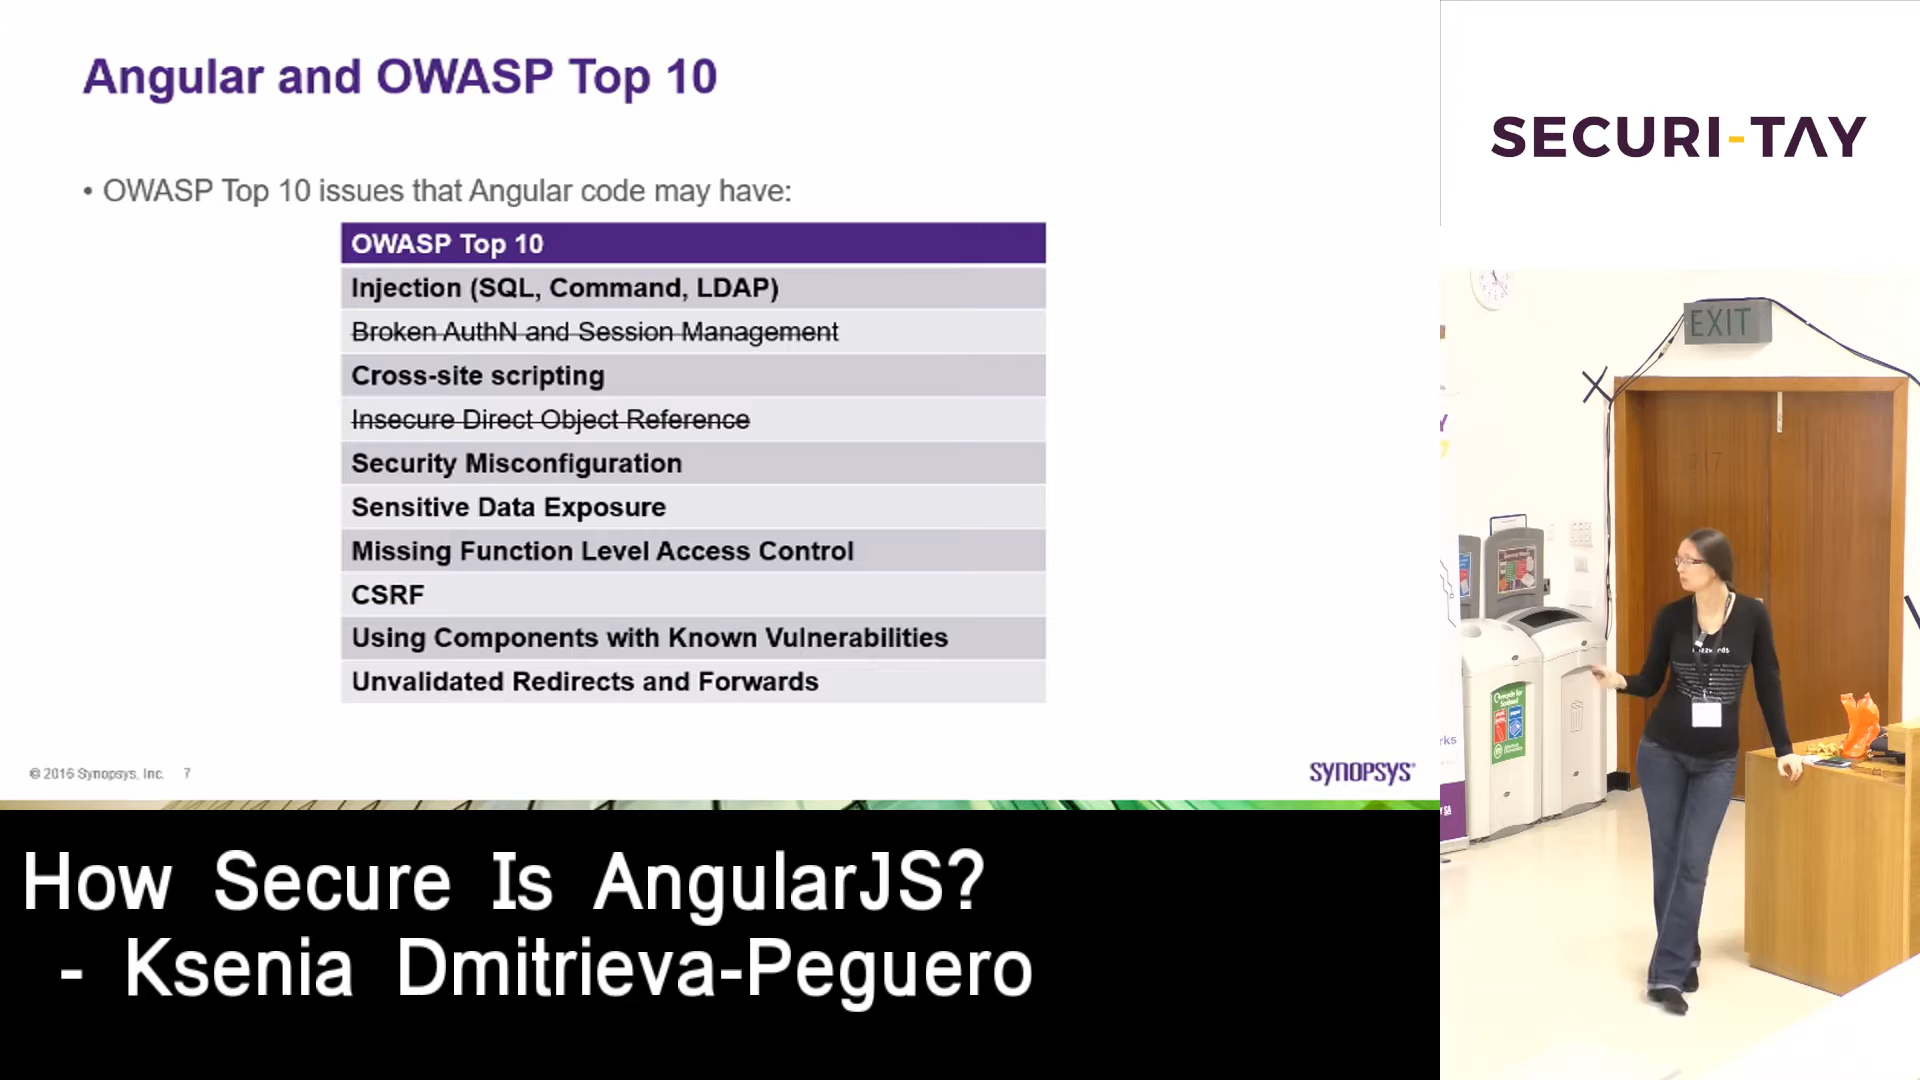 Angular and OWASP Top 10
• OWASP Top 10 issues that Angular code may have:
OWASP Top 10
Injection (SQL, Command, LDAP)
Broken AuthN and Session Management
Cross-site scripting
Insecure Direct Object Reference
Security Misconfiguration
Sensitive Data Exposure
Missing Function Level Access Control
CSRF
Using Components with Known Vulnerabilities
Unvalidated Redirects and Forwards
© 2016 Synopsys, Inc. 7
SYNOPSYS®
How Secure Is AngularJS?
- Ksenia Dmitrieva-Peguero
SECURI-TAY
EXIT